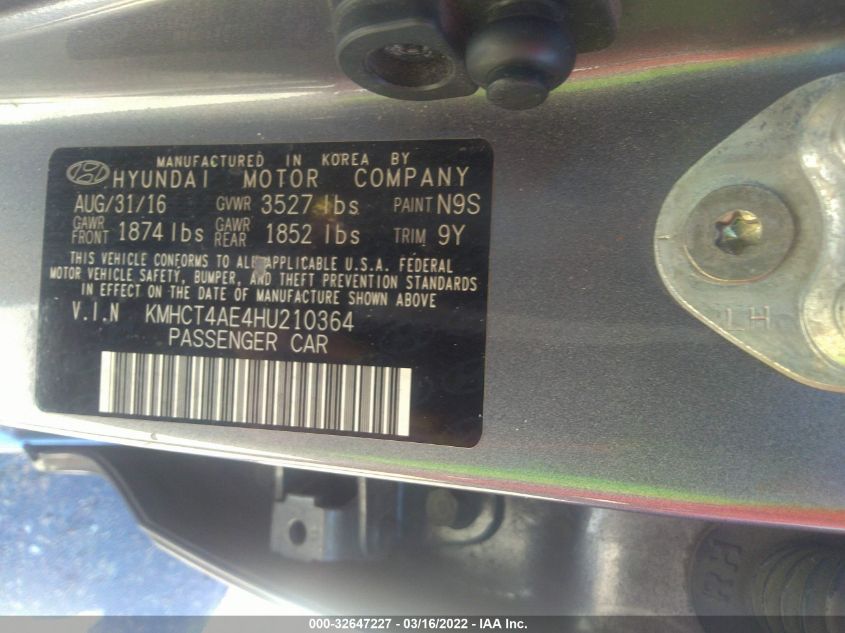 MANUFACTURED IN KOREA BY
HYUNDAI MOTOR COMPANY
AUG/31/16 GVWR 3527 lbs PAINT N9S
GAWR FRONT 1874 lbs GAWR REAR 1852 lbs TRIM 9Y
THIS VEHICLE CONFORMS TO ALL APPLICABLE U.S.A. FEDERAL
MOTOR VEHICLE SAFETY, BUMPER, AND THEFT PREVENTION STANDARDS
IN EFFECT ON THE DATE OF MANUFACTURE SHOWN ABOVE
V.I.N KMHCT4AE4HU210364
PASSENGER CAR
LH
RH
000-32647227 - 03/16/2022 - IAA Inc.